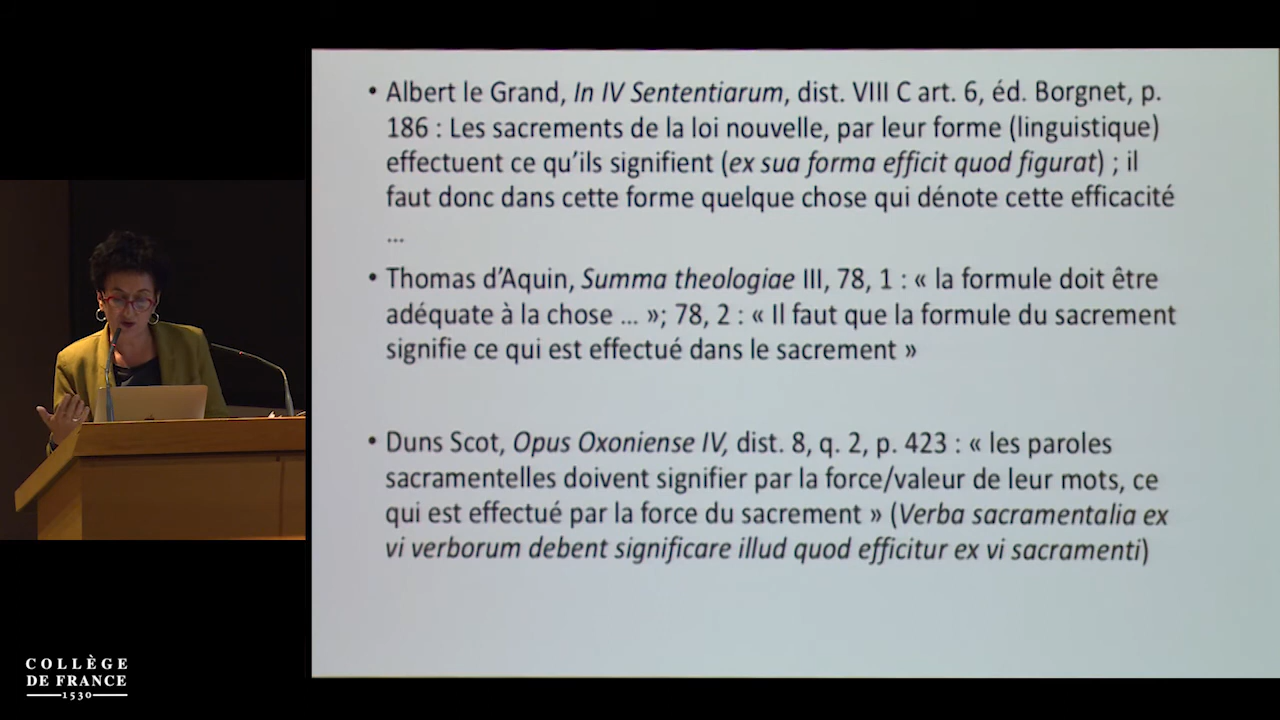 • Albert le Grand, In IV Sententiarum, dist. VIII C art. 6, éd. Borgnet, p.
186 : Les sacrements de la loi nouvelle, par leur forme (linguistique)
effectuent ce qu’ils signifient (ex sua forma efficit quod figurat) ; il
faut donc dans cette forme quelque chose qui dénote cette efficacité
...
• Thomas d’Aquin, Summa theologiae III, 78, 1 : « la formule doit être
adéquate à la chose ... »; 78, 2 : « Il faut que la formule du sacrement
signifie ce qui est effectué dans le sacrement »
• Duns Scot, Opus Oxoniense IV, dist. 8, q. 2, p. 423 : « les paroles
sacramentelles doivent signifier par la force/valeur de leur mots, ce
qui est effectué par la force du sacrement » (Verba sacramentalia ex
vi verborum debent significare illud quod efficitur ex vi sacramenti)
COLLÈGE
DE FRANCE
1530